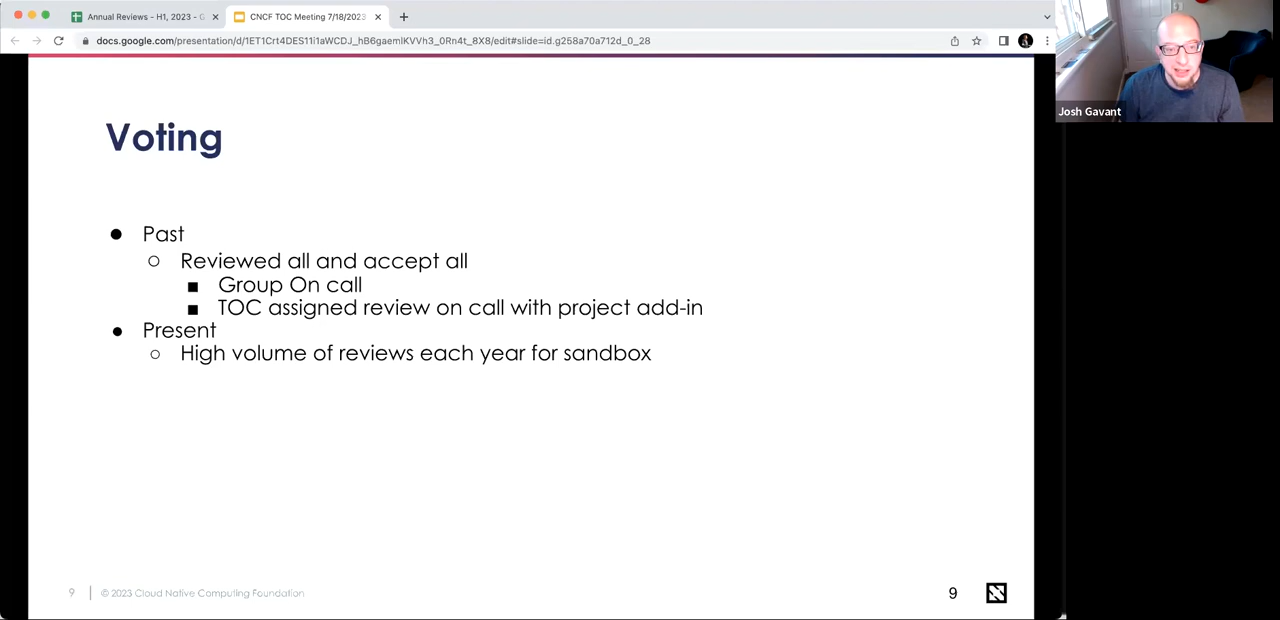 Annual Reviews - H1, 2023 - G
CNCF TOC Meeting 7/18/2023
docs.google.com/presentation/d/1ET1Crt4DES11i1aWCDJ_hB6gaemlKVVh3_0Rn4t_8X8/edit#slide=id.g258a70a712d_0_28
Josh Gavant
Voting
● Past
○ Reviewed all and accept all
■ Group On call
■ TOC assigned review on call with project add-in
● Present
○ High volume of reviews each year for sandbox
9 | © 2023 Cloud Native Computing Foundation
9